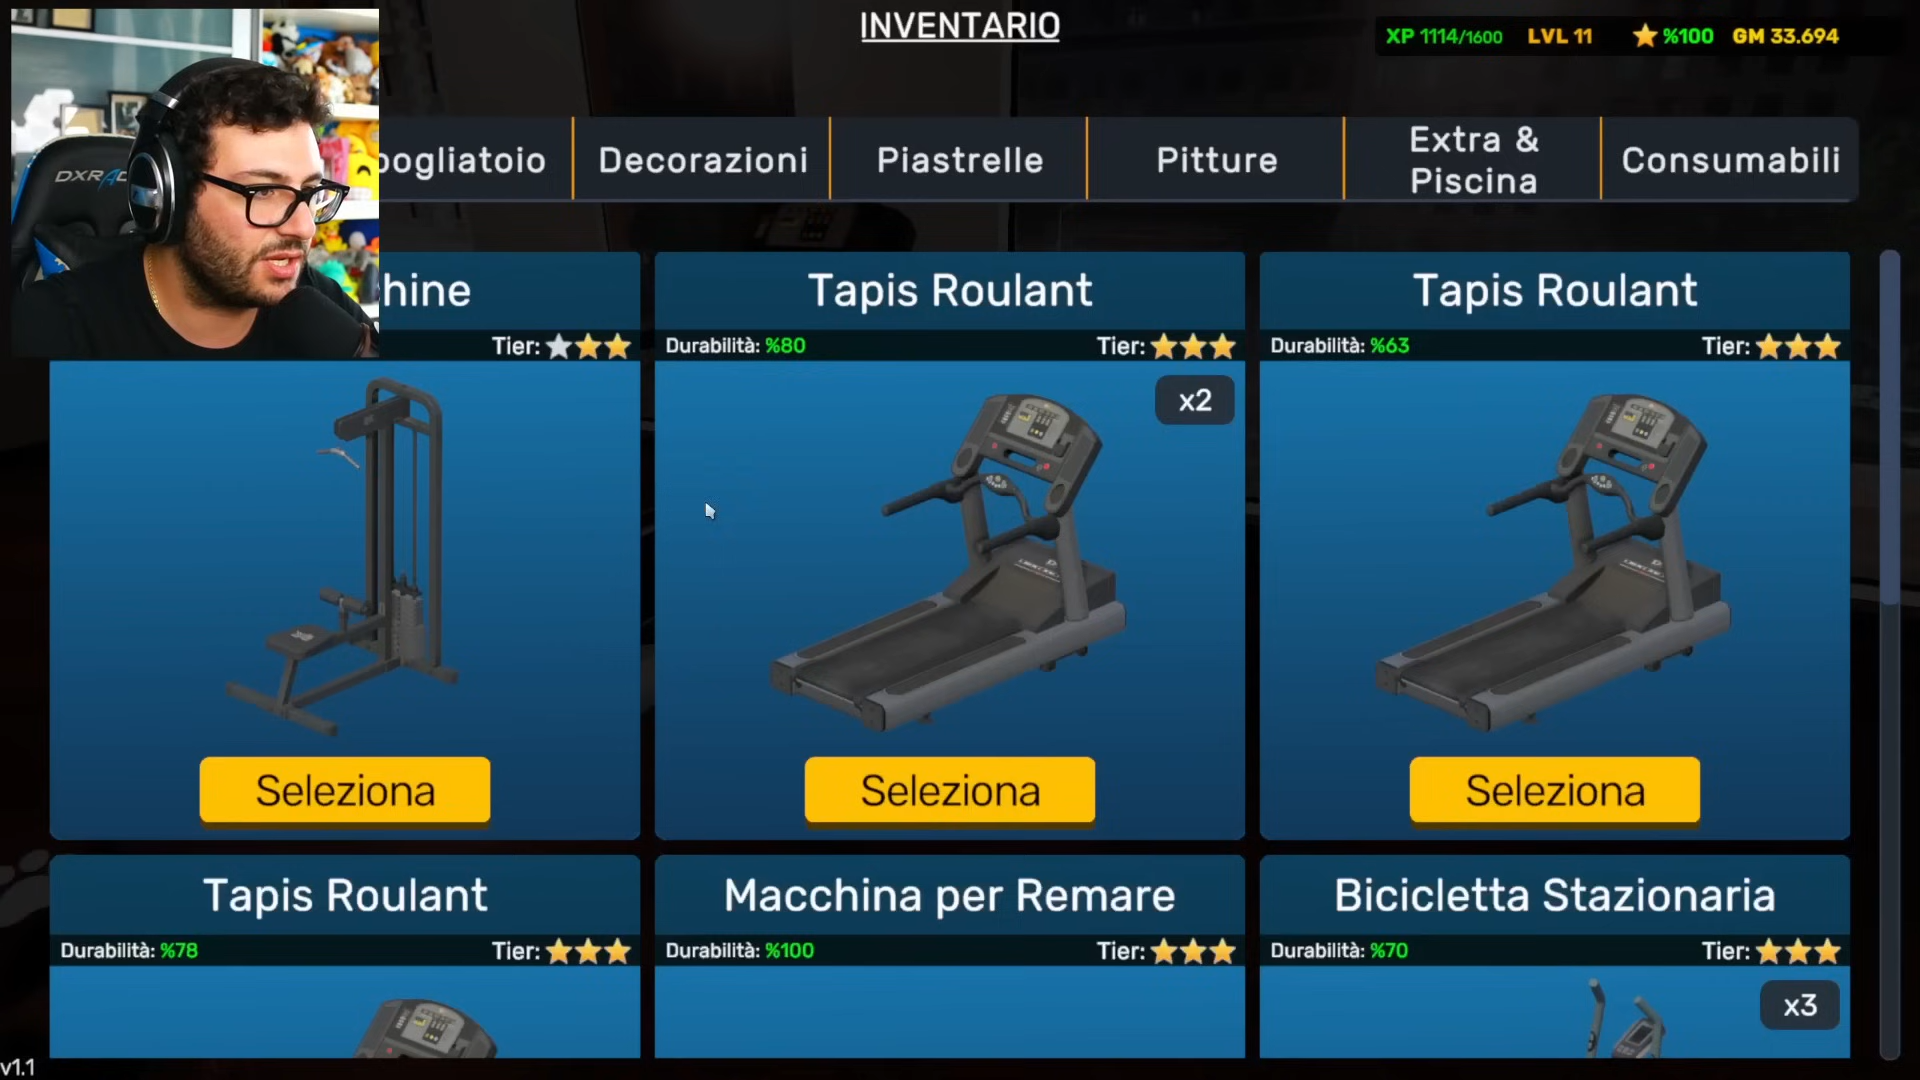 INVENTARIO
XP 1114/1600 LVL 11 %100 GM 33.694
DXRA
pogliatoio
Decorazioni
Piastrelle
Pitture
Extra &
Piscina
Consumabili
hine
Tier:
Tapis Roulant
Durabilità: %80 Tier:
x2
Tapis Roulant
Durabilità: %63 Tier:
Seleziona
Seleziona
Seleziona
Tapis Roulant
Durabilità: %78 Tier:
Macchina per Remare
Durabilità: %100 Tier:
Bicicletta Stazionaria
Durabilità: %70 Tier:
x3
v1.1